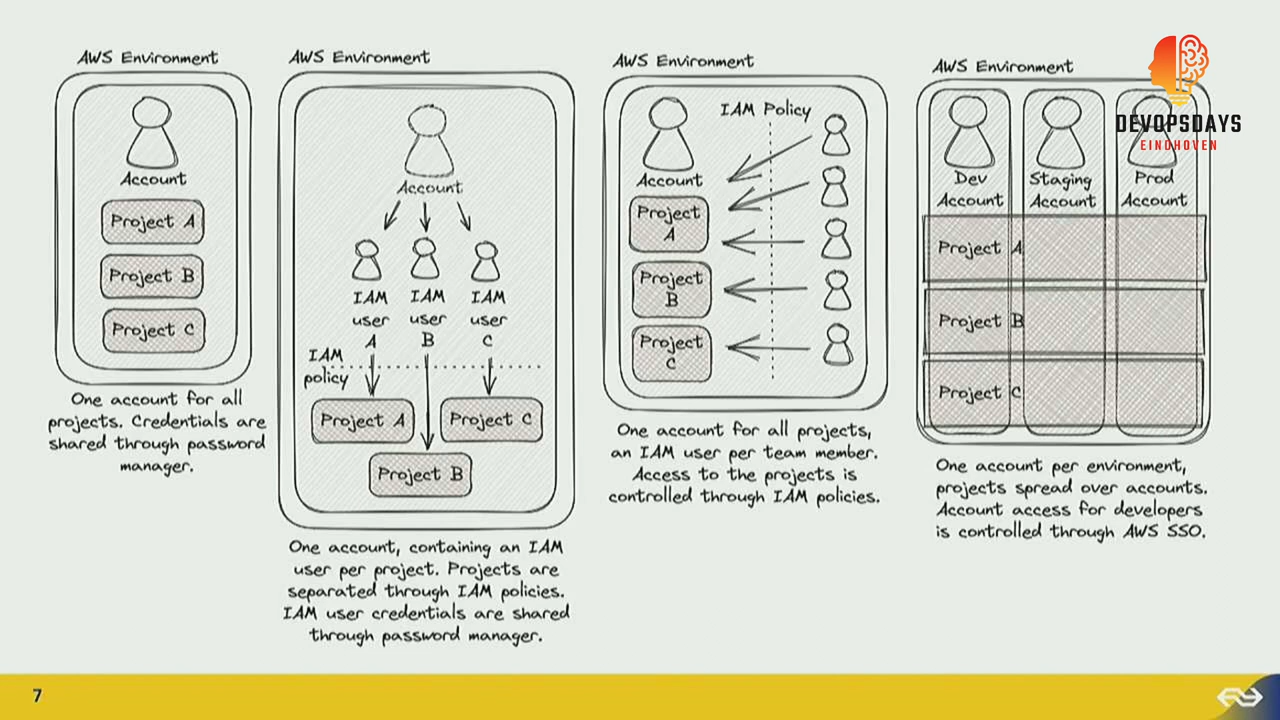 AWS Environment
Account
Project A
Project B
Project C
One account for all
projects. Credentials are
shared through password
manager.
AWS Environment
Account
IAM
user
A
IAM
user
B
IAM
user
C
IAM
policy
Project A
Project C
Project B
One account, containing an IAM
user per project. Projects are
separated through IAM policies.
IAM user credentials are shared
through password manager.
AWS Environment
IAM Policy
Account
Project
A
Project
B
Project
C
One account for all projects,
an IAM user per team member.
Access to the projects is
controlled through IAM policies.
AWS Environment
Dev
Account
Staging
Account
Prod
Account
Project A
Project B
Project C
One account per environment,
projects spread over accounts.
Account access for developers
is controlled through AWS SSO.
DEVOPSDAYS
EINDHOVEN
7